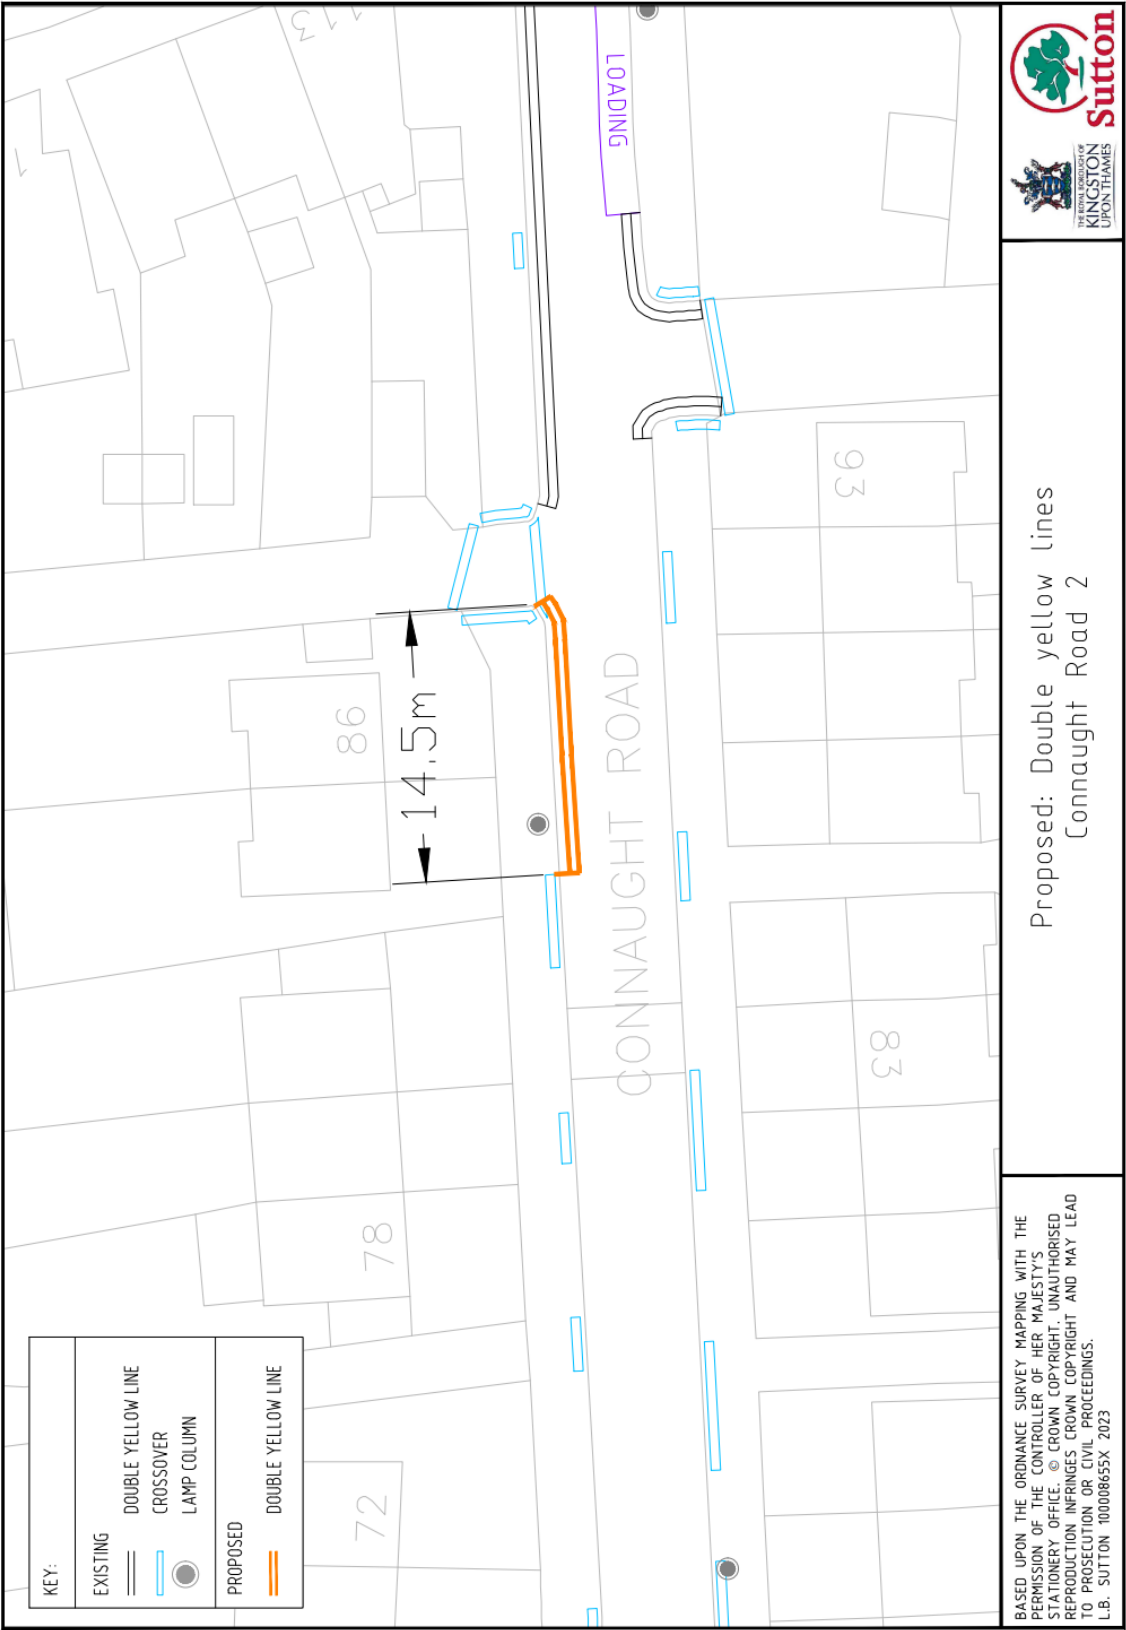 KEY:
EXISTING
DOUBLE YELLOW LINE
CROSSOVER
LAMP COLUMN
PROPOSED
DOUBLE YELLOW LINE
113
1
LOADING
93
86
14.5m
CONNAUGHT ROAD
83
78
72
Sutton
THE ROYAL BOROUGH OF
KINGSTON
UPON THAMES
Proposed: Double yellow lines
Connaught Road 2
BASED UPON THE ORDNANCE SURVEY MAPPING WITH THE
PERMISSION OF THE CONTROLLER OF HER MAJESTY'S
STATIONERY OFFICE. © CROWN COPYRIGHT. UNAUTHORISED
REPRODUCTION INFRINGES CROWN COPYRIGHT AND MAY LEAD
TO PROSECUTION OR CIVIL PROCEEDINGS.
L.B. SUTTON 100008655X 2023